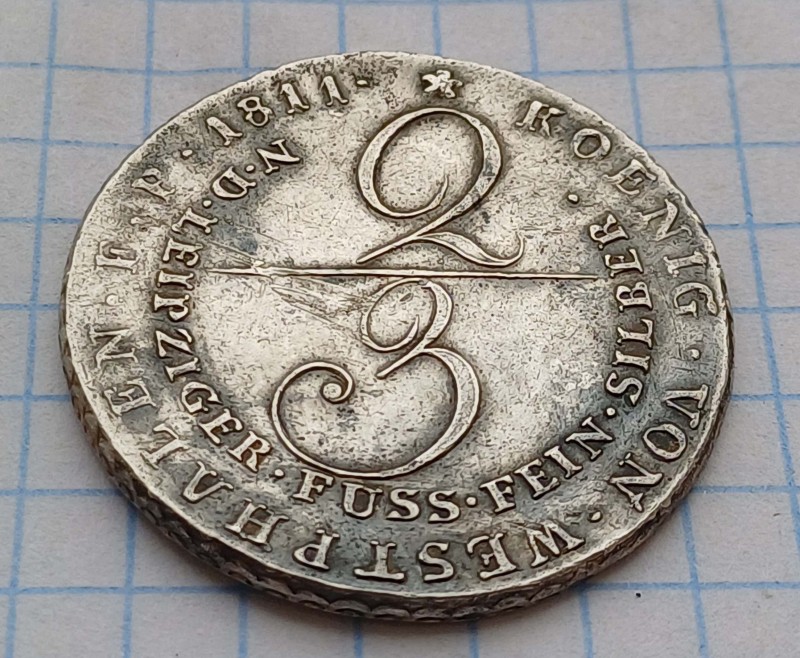 KOENIG · VON · WESTPHALEN · F · P · 1811 ·
2
3
N · D · LEIPZIGER · FUSS · FEIN · SILBER ·